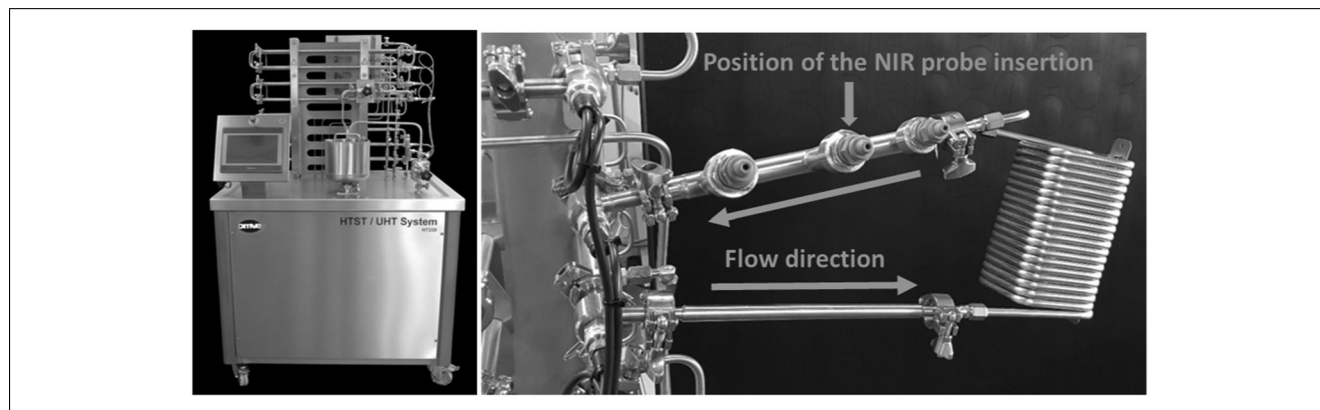 HTST / UHT System
Position of the NIR probe insertion
Flow direction